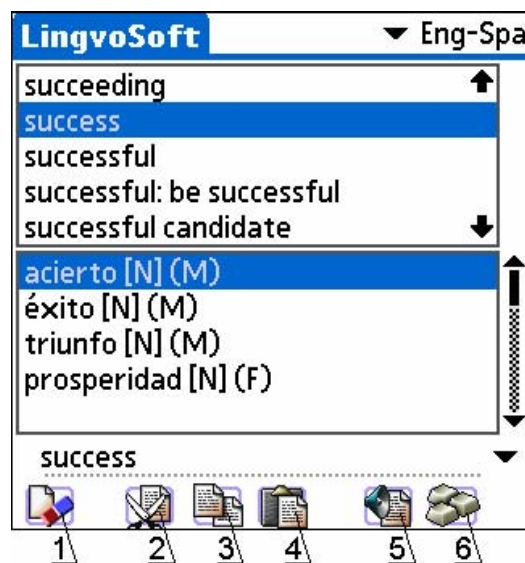 LingvoSoft Eng-Spa
succeeding
success
successful
successful: be successful
successful candidate
acierto [N] (M)
éxito [N] (M)
triunfo [N] (M)
prosperidad [N] (F)
success
1 2 3 4 5 6